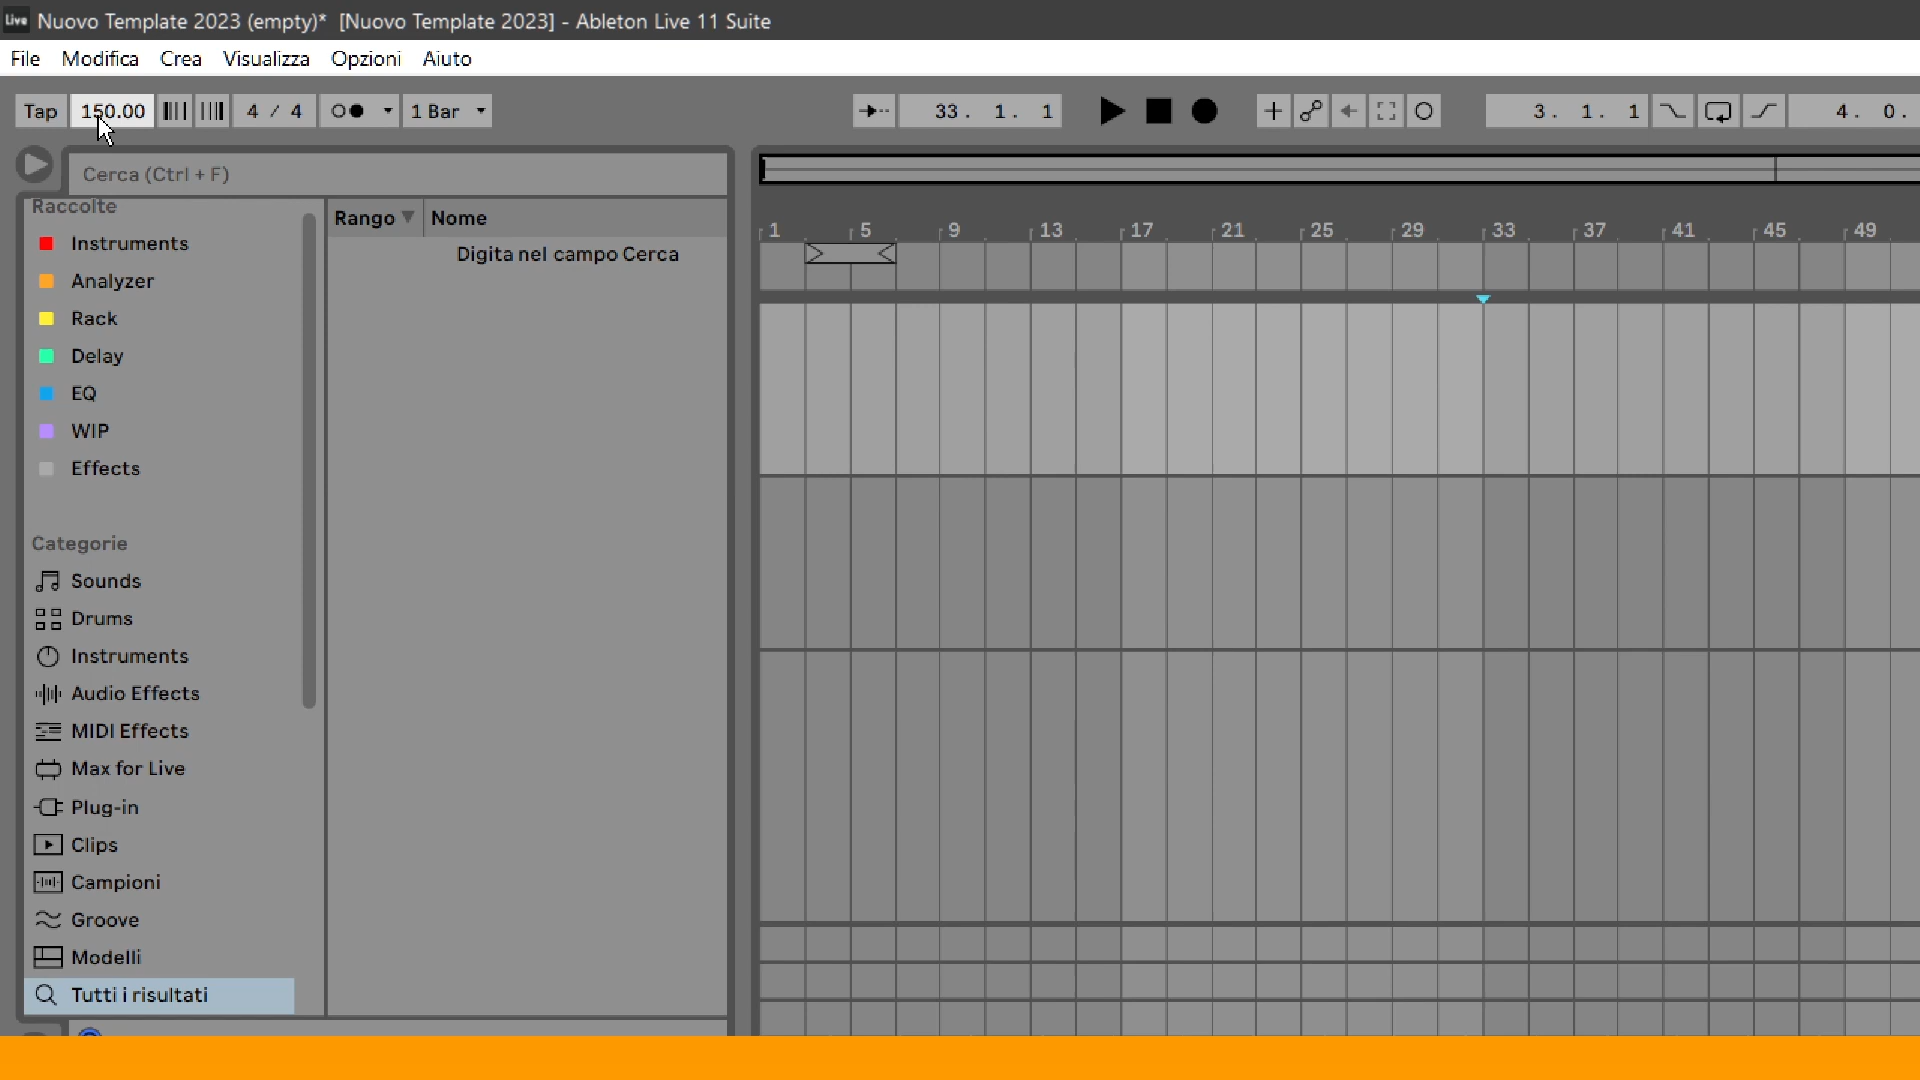 Live Nuovo Template 2023 (empty)* [Nuovo Template 2023] - Ableton Live 11 Suite
File Modifica Crea Visualizza Opzioni Aiuto
Tap 150.00 4 / 4 1 Bar 33. 1. 1 3. 1. 1 4. 0.
Cerca (Ctrl + F)
Raccolte
Instruments
Analyzer
Rack
Delay
EQ
WIP
Effects
Categorie
Sounds
Drums
Instruments
Audio Effects
MIDI Effects
Max for Live
Plug-in
Clips
Campioni
Groove
Modelli
Tutti i risultati
Rango Nome
Digita nel campo Cerca
1 5 9 13 17 21 25 29 33 37 41 45 49